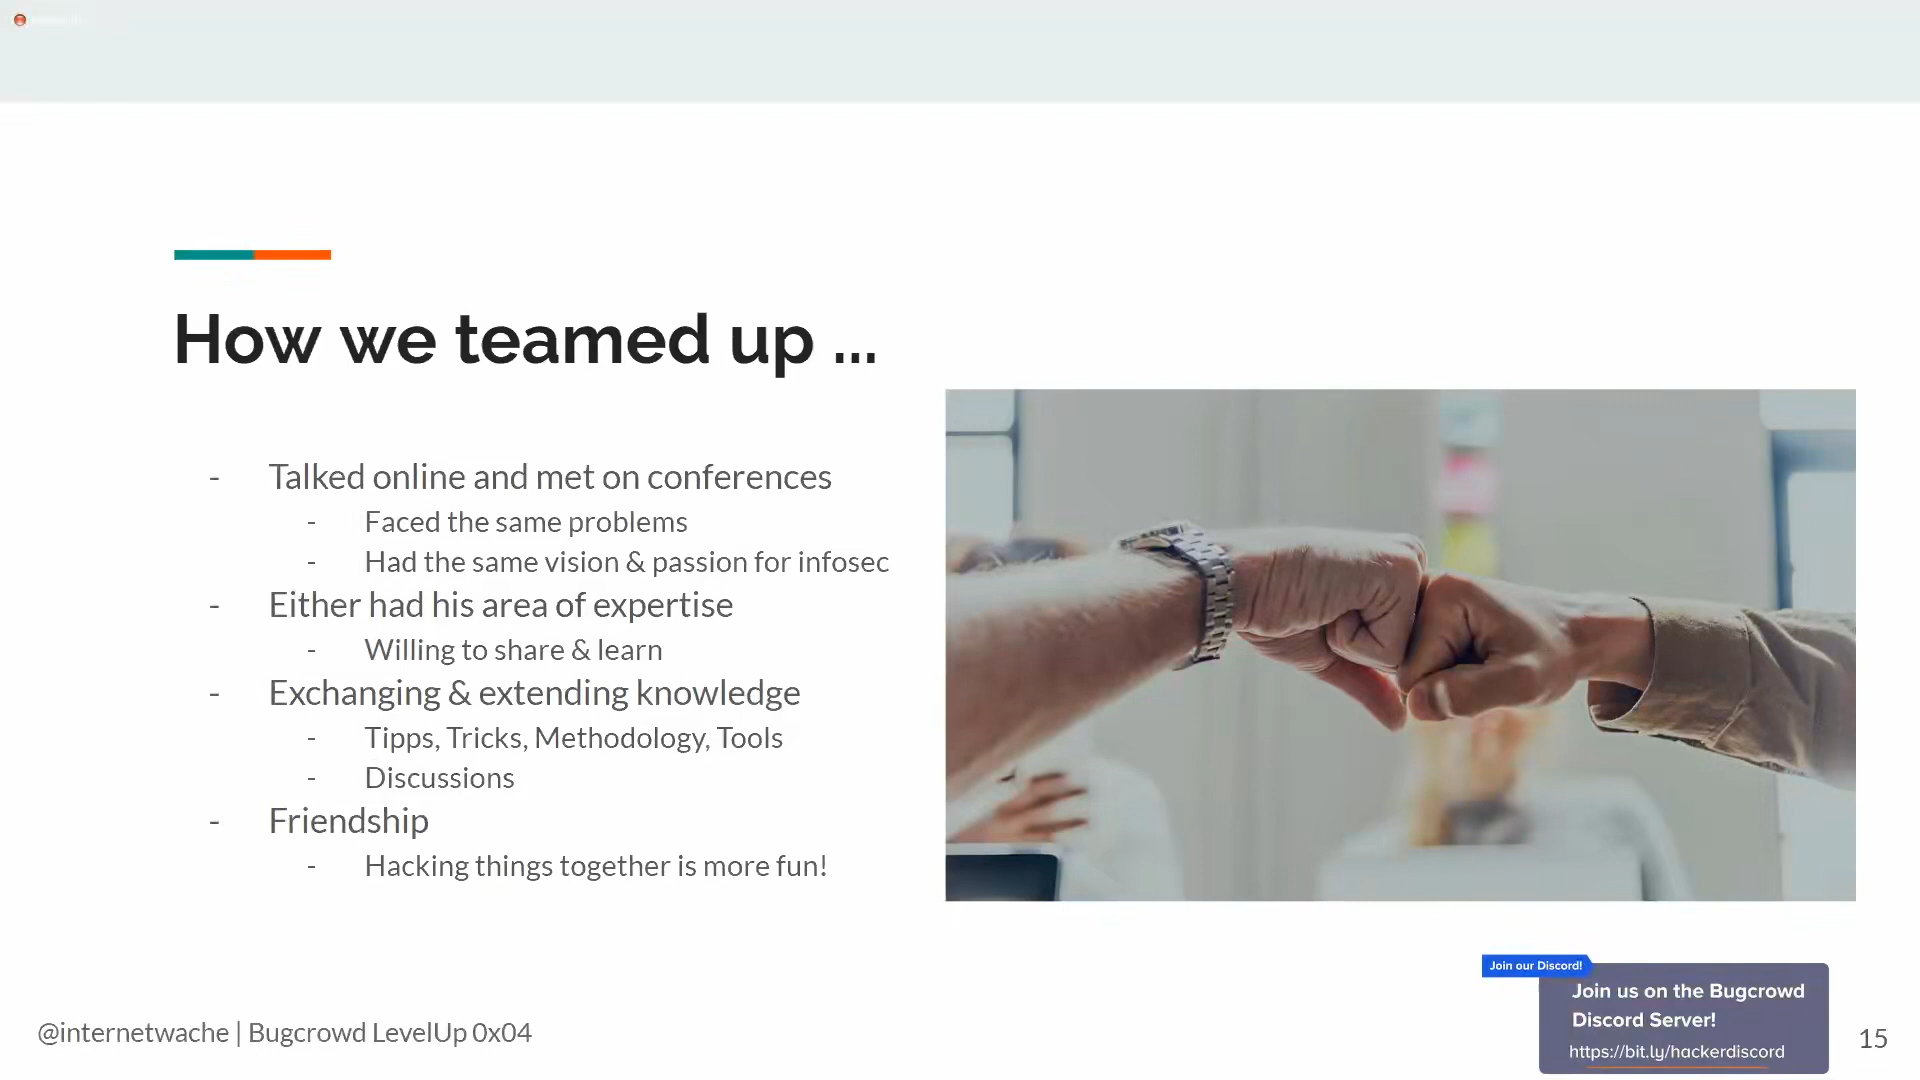 How we teamed up ...
- Talked online and met on conferences
- Faced the same problems
- Had the same vision & passion for infosec
- Either had his area of expertise
- Willing to share & learn
- Exchanging & extending knowledge
- Tipps, Tricks, Methodology, Tools
- Discussions
- Friendship
- Hacking things together is more fun!
Join our Discord!
Join us on the Bugcrowd
Discord Server!
https://bit.ly/hackerdiscord
@internetwache | Bugcrowd LevelUp 0x04
15